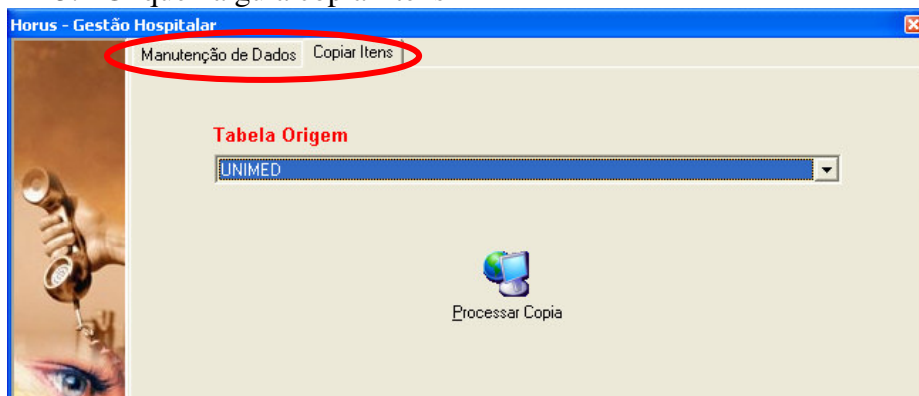 Horus - Gestão Hospitalar
Manutenção de Dados Copiar Itens
Tabela Origem
UNIMED
Processar Copia